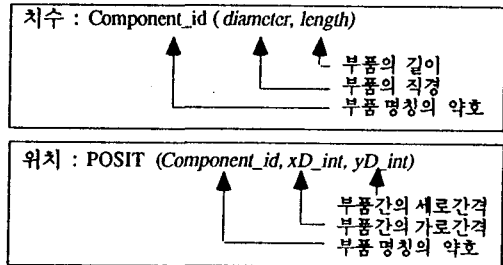 치수 : Component_id ( diameter, length)
부품의 길이
부품의 직경
부품 명칭의 약호
위치 : POSIT (Component_id, xD_int, yD_int)
부품간의 세로간격
부품간의 가로간격
부품 명칭의 약호